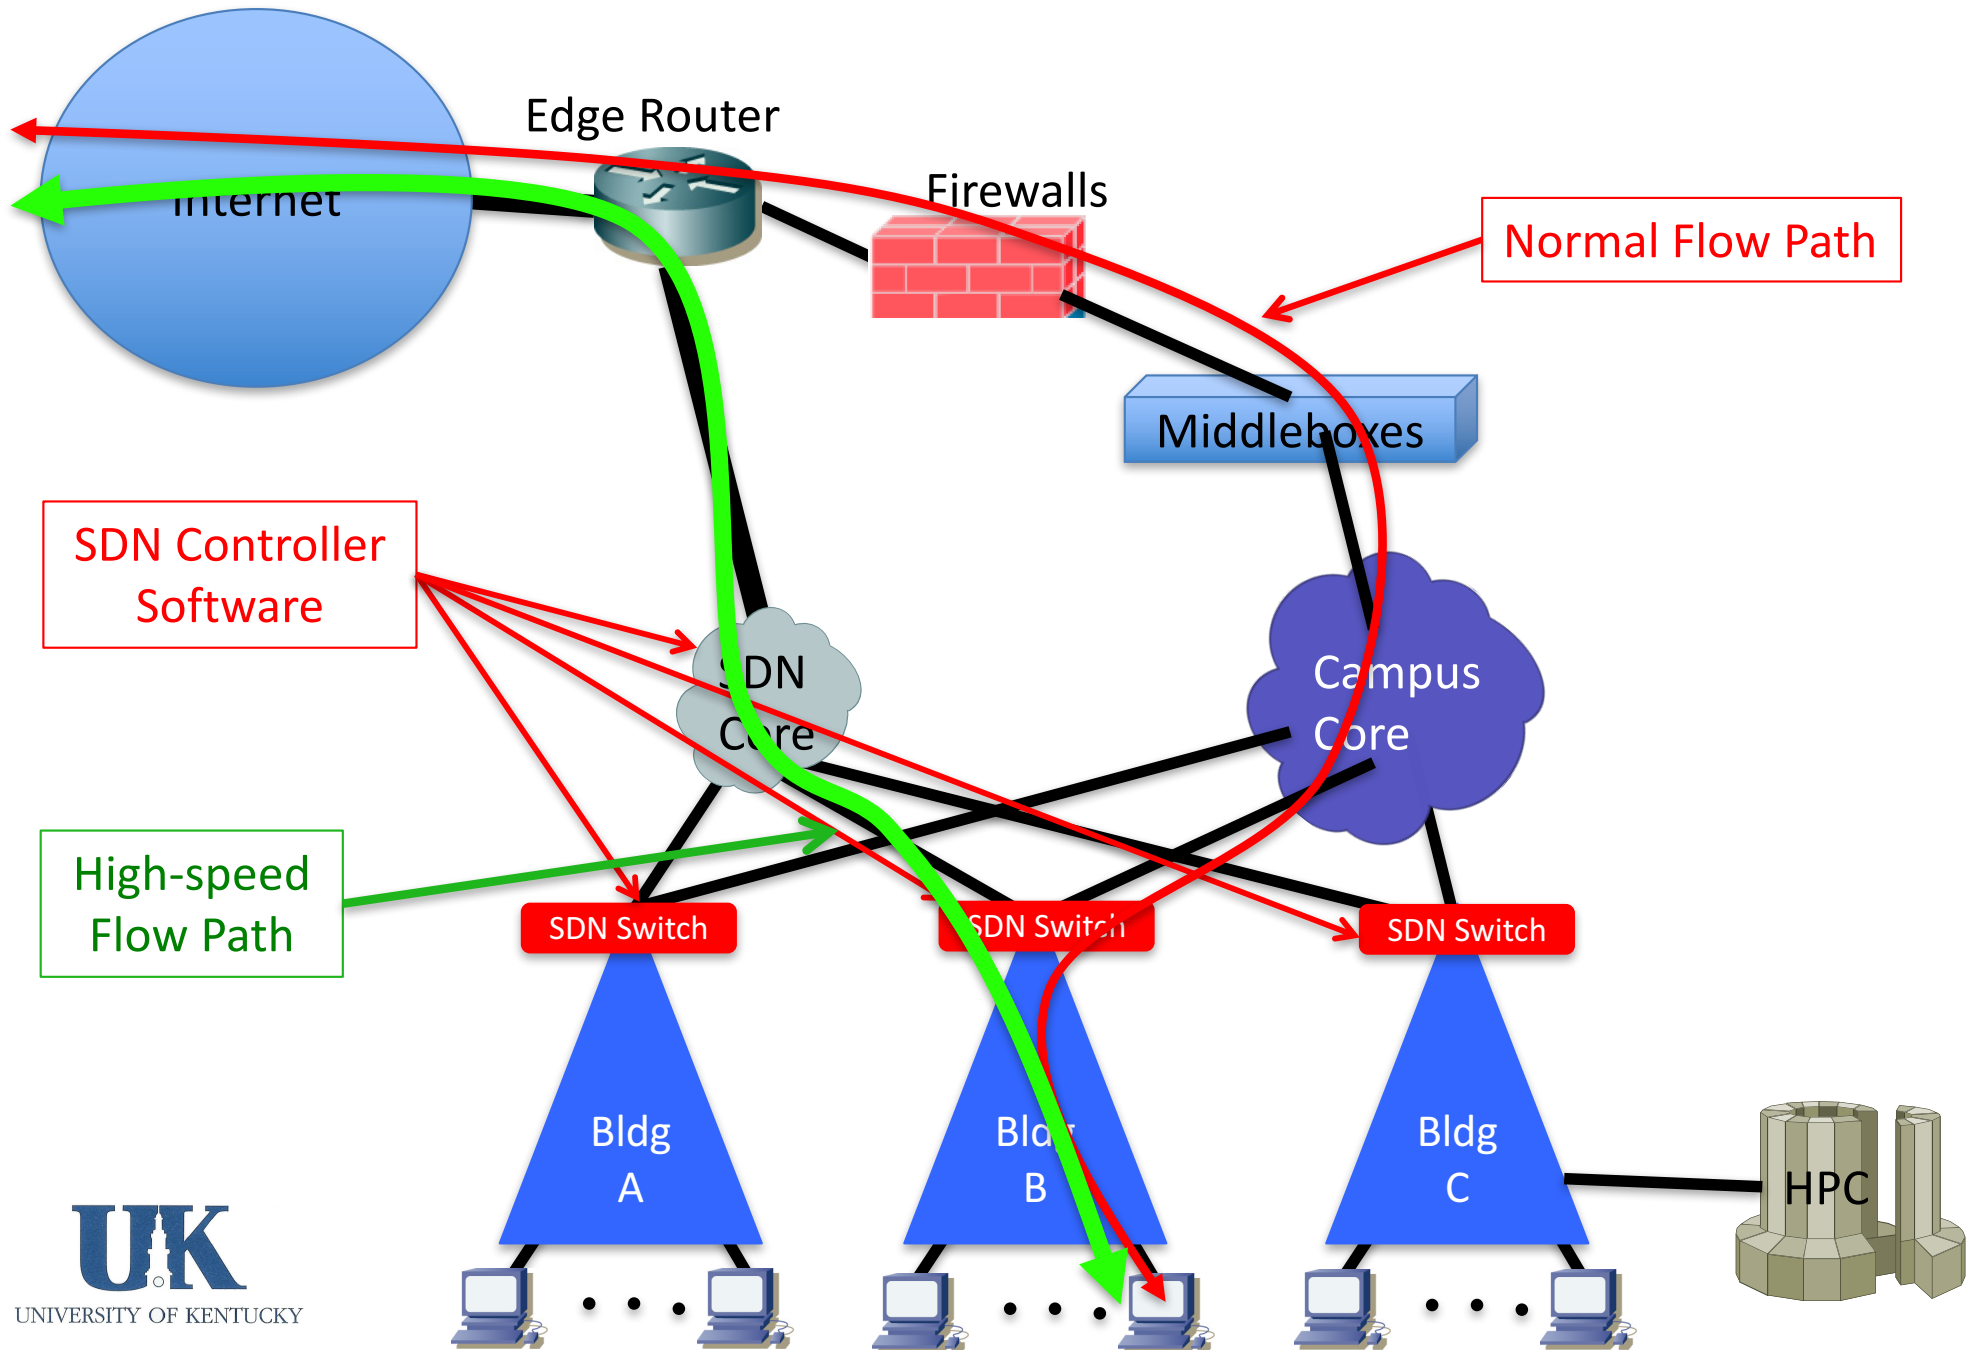 Edge Router
Internet
Firewalls
Normal Flow Path
Middleboxes
SDN Controller
Software
SDN
Core
Campus
Core
High-speed
Flow Path
SDN Switch
SDN Switch
SDN Switch
Bldg
A
Bldg
B
Bldg
C
HPC
UK
UNIVERSITY OF KENTUCKY